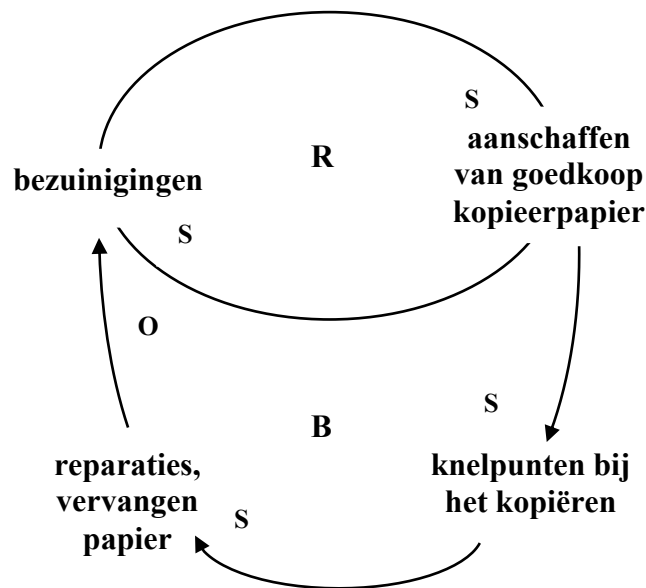 S
aanschaffen
van goedkoop
kopieerpapier
R
bezuinigingen
S
O
S
B
reparaties,
vervangen
papier
knelpunten bij
het kopiëren
S